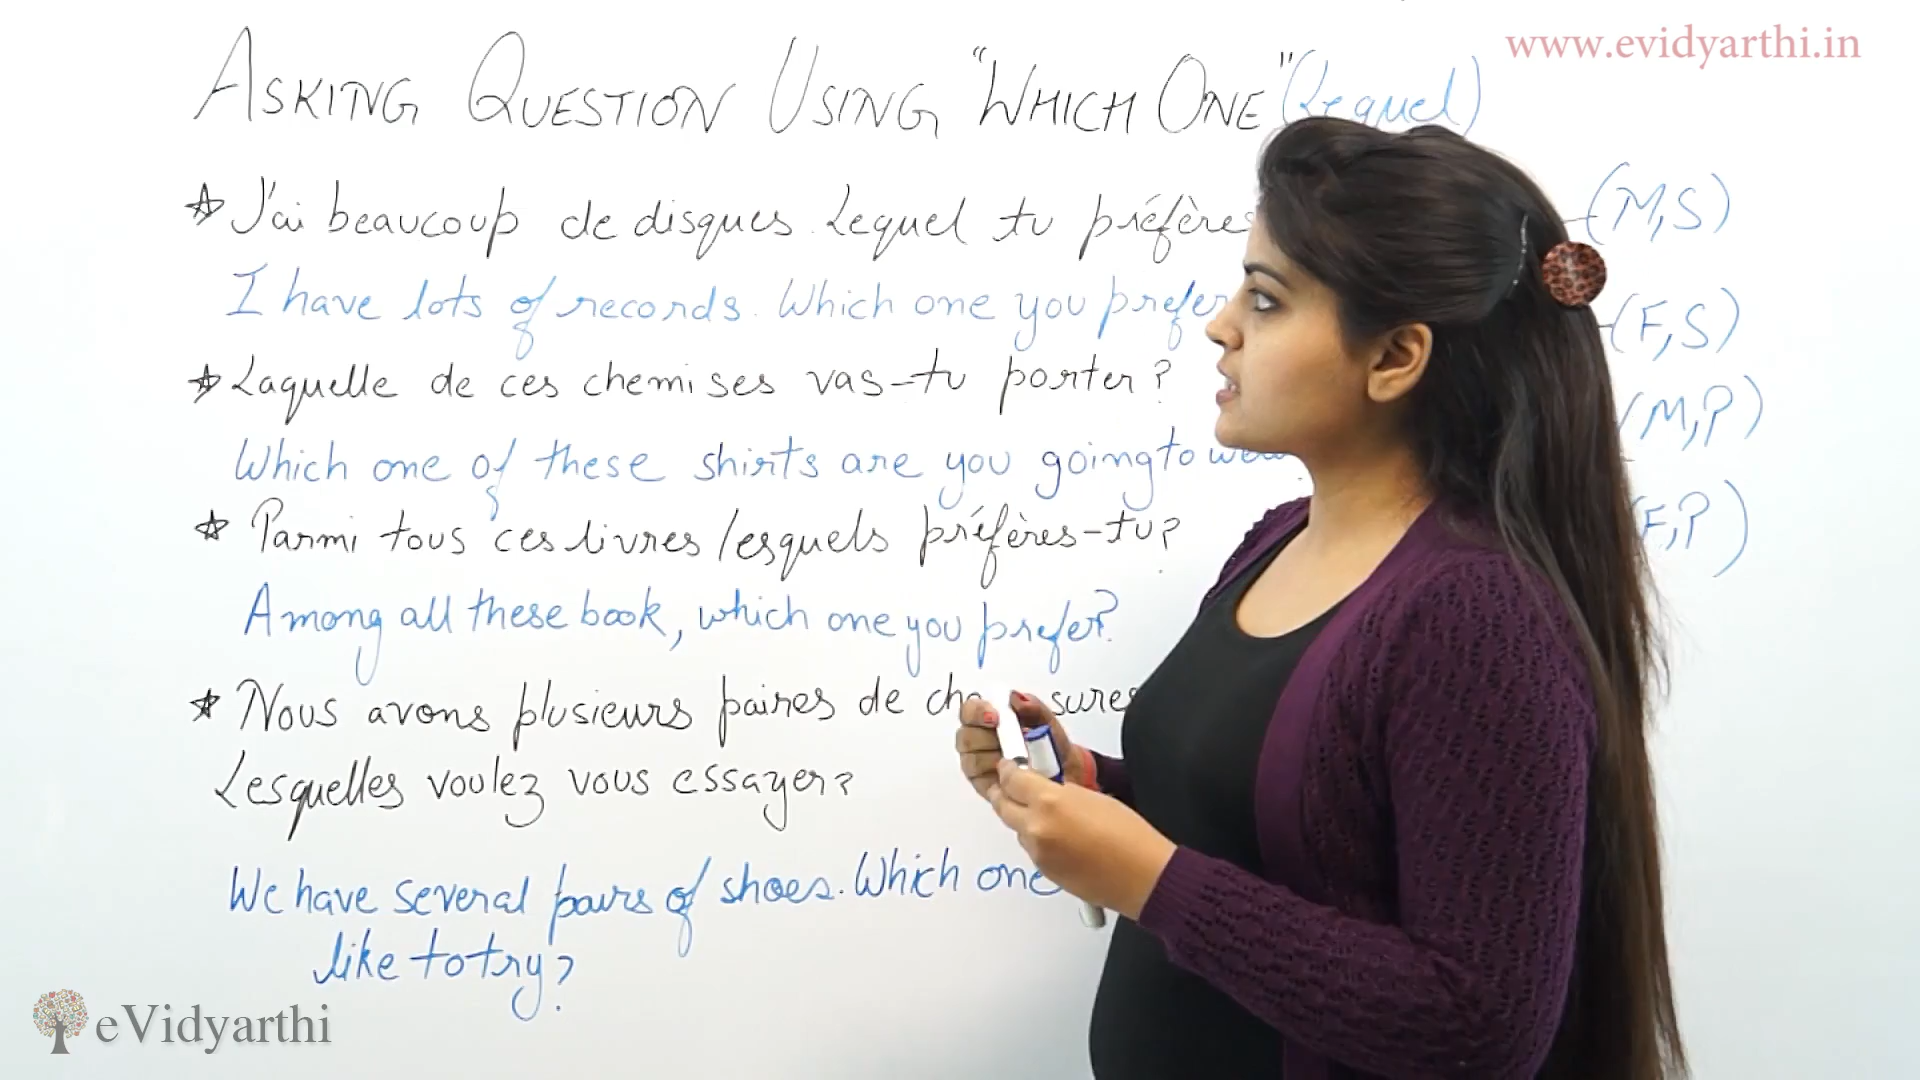 www.evidyarthi.in
ASKING QUESTION USING "WHICH ONE" (Lequel)
J'ai beaucoup de disques. Lequel tu préfères (M,S)
I have lots of records. Which one you prefer (F,S)
Laquelle de ces chemises vas-tu porter? (M,P)
Which one of these shirts are you going to
Parmi tous ces livres lesquels préfères-tu? (F,P)
Among all these book, which one you prefer?
Nous avons plusieurs paires de
Lesquelles voulez vous essayer?
We have several pairs of shoes. Which one
like to try?
eVidyarthi